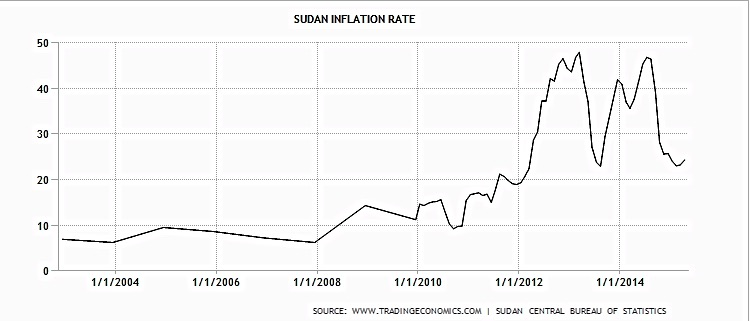 SUDAN INFLATION RATE
50
40
30
20
10
0
1/1/2004 1/1/2006 1/1/2008 1/1/2010 1/1/2012 1/1/2014
SOURCE: WWW.TRADINGECONOMICS.COM | SUDAN CENTRAL BUREAU OF STATISTICS